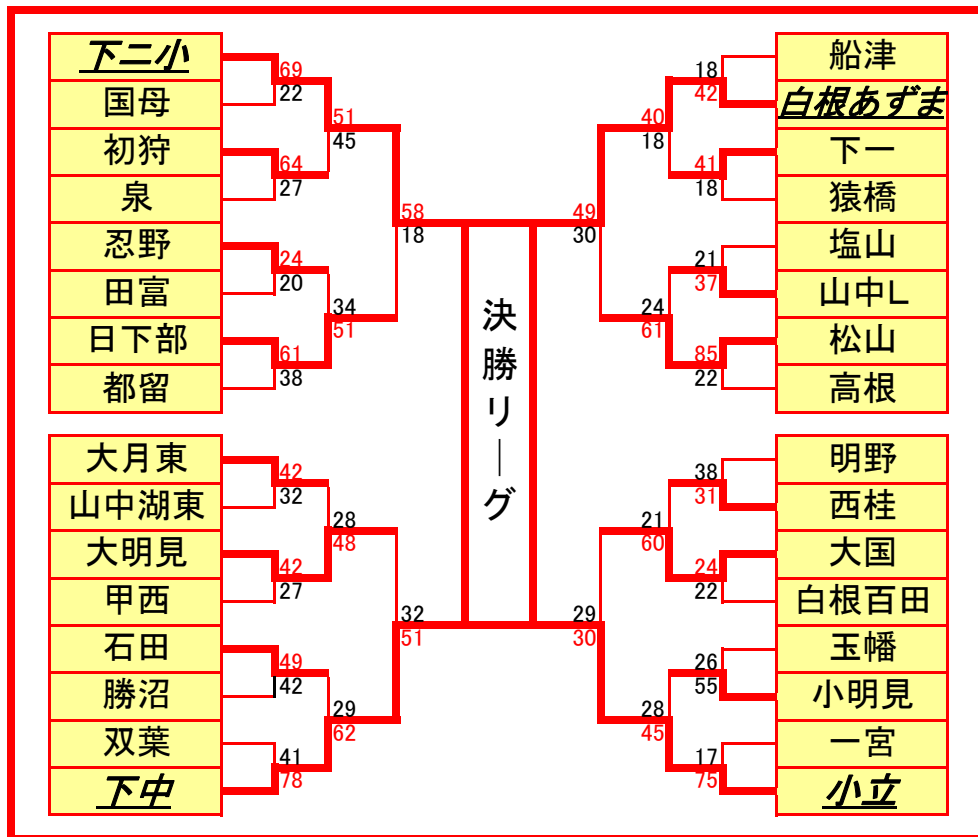 下二小
国母
初狩
泉
忍野
田富
日下部
都留
69
22
64
27
24
20
61
38
51
45
34
51
58
18
大月東
山中湖東
大明見
甲西
石田
勝沼
双葉
下中
42
32
42
27
49
42
41
78
28
48
29
62
32
51
決勝リーグ
船津
白根あずま
下一
猿橋
塩山
山中L
松山
高根
18
42
41
18
21
37
85
22
40
18
24
61
49
30
明野
西桂
大国
白根百田
玉幡
小明見
一宮
小立
38
31
24
22
26
55
17
75
21
60
28
45
29
30